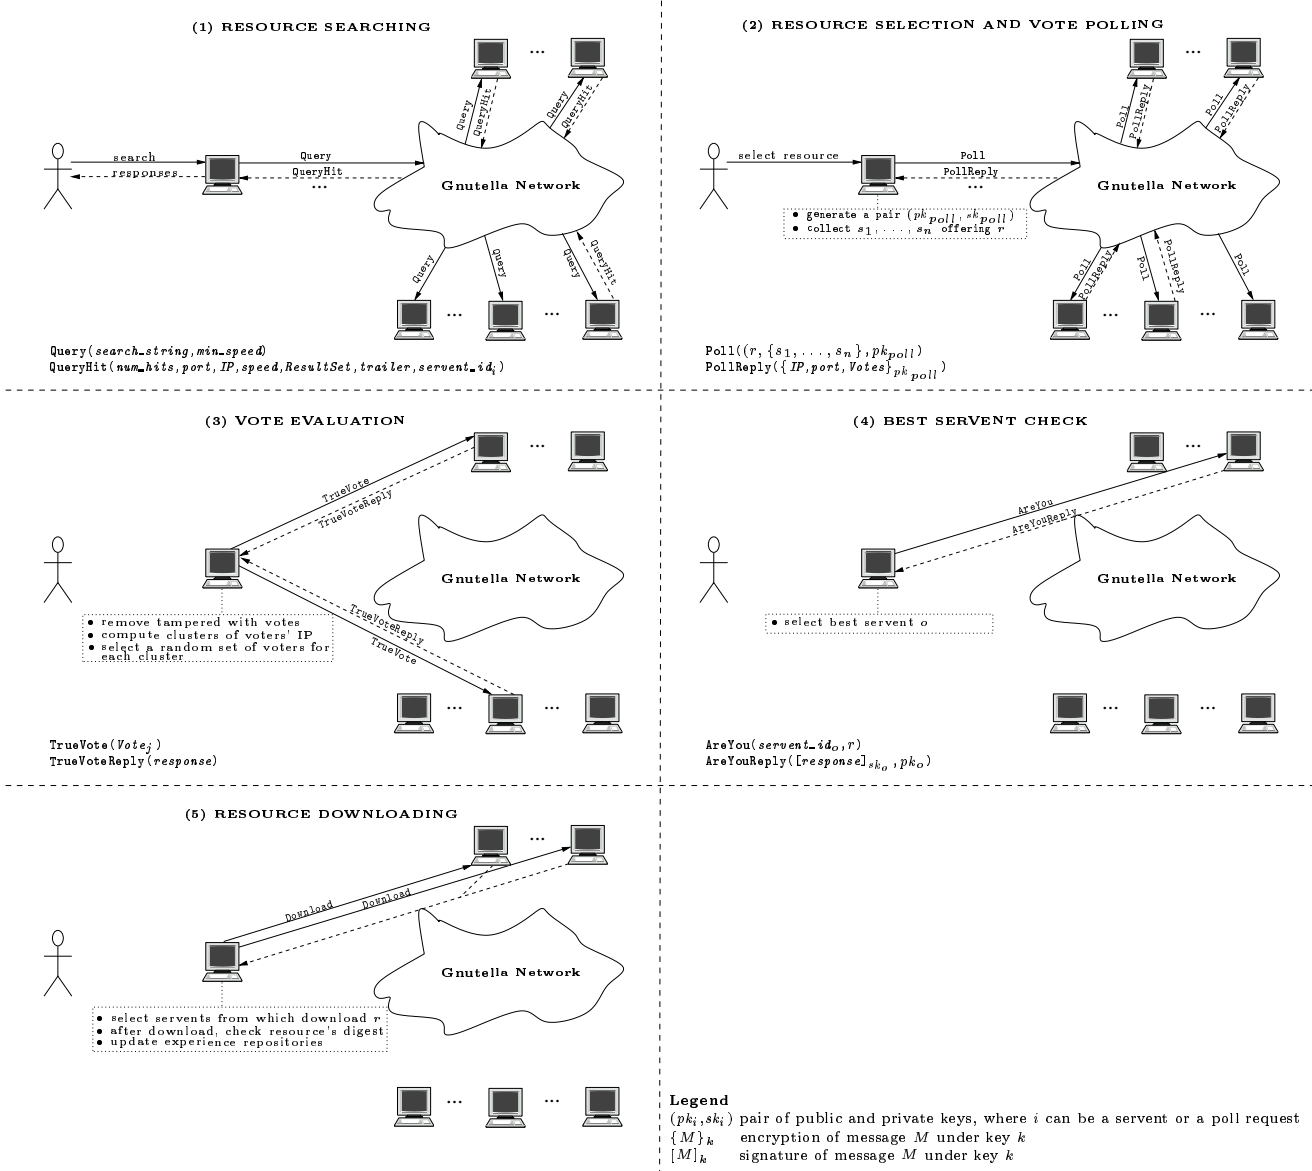 (1) RESOURCE SEARCHING
...
Query
QueryHit
Query
QueryHit
search
responses
Query
QueryHit
...
Gnutella Network
Query
Query
Query
QueryHit
...
...
Query(search_string,min_speed)
QueryHit(num_hits,port,IP,speed,ResultSet,trailer,servent_id_i)
(2) RESOURCE SELECTION AND VOTE POLLING
...
Poll
PollReply
Poll
PollReply
select resource
Poll
PollReply
...
Gnutella Network
• generate a pair (pk_poll, sk_poll)
• collect s_1, . . . , s_n offering r
Poll
PollReply
Poll
PollReply
Poll
...
...
Poll((r, {s_1, . . . , s_n},pk_poll)
PollReply({IP,port,Votes}_pk_poll)
(3) VOTE EVALUATION
...
TrueVote
TrueVoteReply
Gnutella Network
TrueVoteReply
TrueVote
• remove tampered with votes
• compute clusters of voters' IP
• select a random set of voters for
each cluster
...
...
TrueVote(Vote_j)
TrueVoteReply(response)
(4) BEST SERVENT CHECK
...
AreYou
AreYouReply
Gnutella Network
• select best servent o
...
...
AreYou(servent_id_o,r)
AreYouReply([response]_sk_o,pk_o)
(5) RESOURCE DOWNLOADING
...
Download
Download
Gnutella Network
• select servents from which download r
• after download, check resource's digest
• update experience repositories
...
...
Legend
(pk_i,sk_i) pair of public and private keys, where i can be a servent or a poll request
{M}_k encryption of message M under key k
[M]_k signature of message M under key k